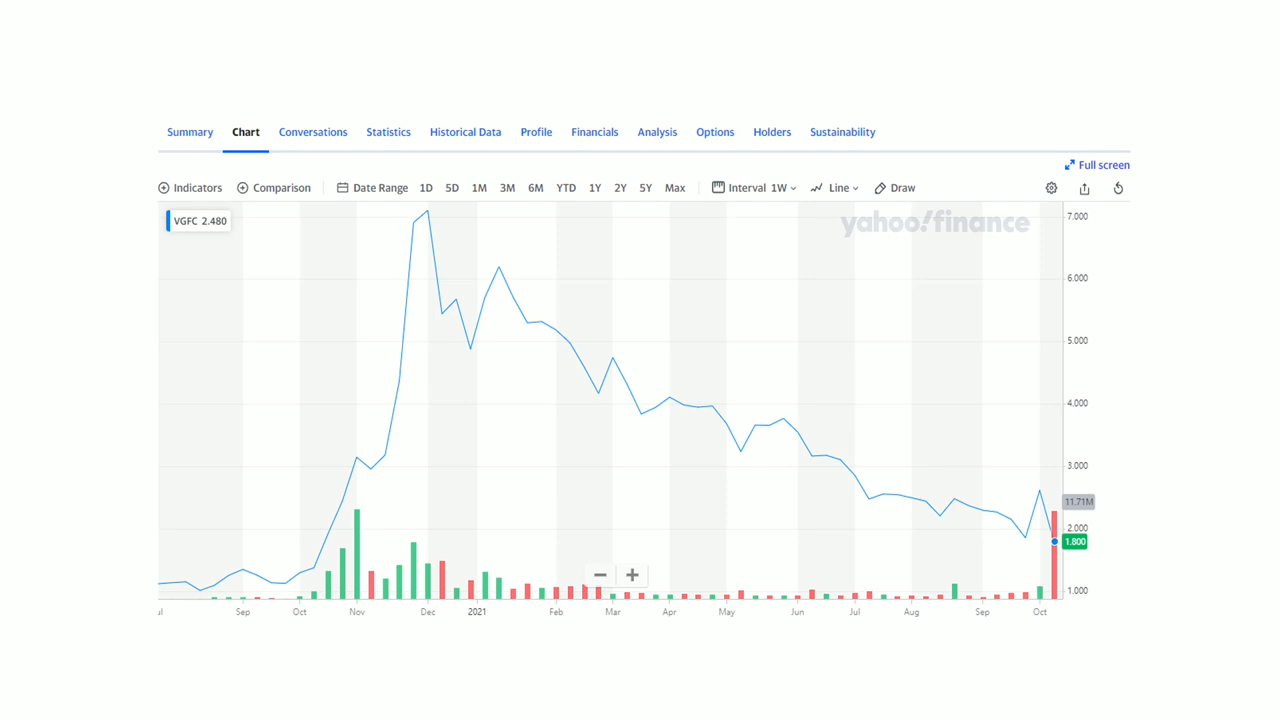 Summary Chart Conversations Statistics Historical Data Profile Financials Analysis Options Holders Sustainability
Full screen
Indicators Comparison Date Range 1D 5D 1M 3M 6M YTD 1Y 2Y 5Y Max Interval 1W Line Draw
VGFC 2.480
yahoo!finance
7.000
6.000
5.000
4.000
3.000
11.71M
2.000
1.800
1.000
Sep Oct Nov Dec 2021 Feb Mar Apr May Jun Jul Aug Sep Oct